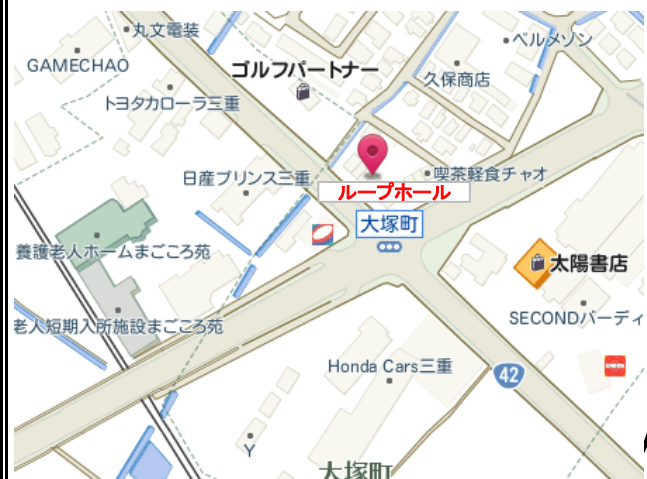 丸文電装
ベルメゾン
GAMECHAO
ゴルフパートナー
久保商店
トヨタカローラ三重
日産プリンス三重
喫茶軽食チャオ
ループホール
大塚町
養護老人ホームまごころ苑
太陽書店
SECONDバーディ
老人短期入所施設まごころ苑
Honda Cars三重
42
Y
大塚町